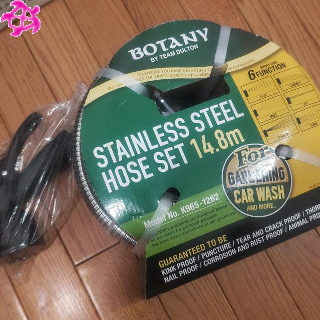 BOTANY
BY TEAM DULTON
6 FUNCTION
STAINLESS STEEL
HOSE SET 14.8m
Model No. K965-1292
For
GARDENING
CAR WASH
AND MORE..
GUARANTEED TO BE
KINK PROOF / PUNCTURE / TEAR AND CRACK PROOF / THORN
NAIL PROOF / CORROSION AND RUST PROOF / ANIMAL PROOF